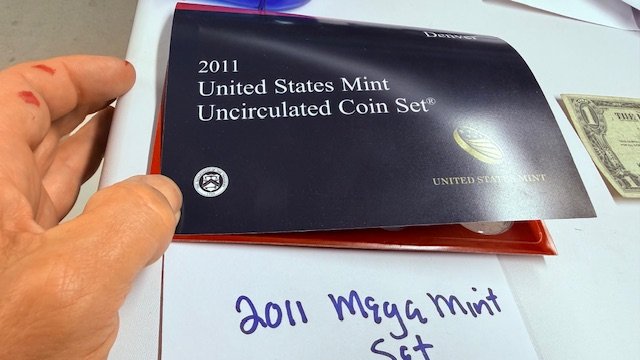 Denver
2011
United States Mint
Uncirculated Coin Set®
UNITED STATES MINT
2011 Mega Mint
Set